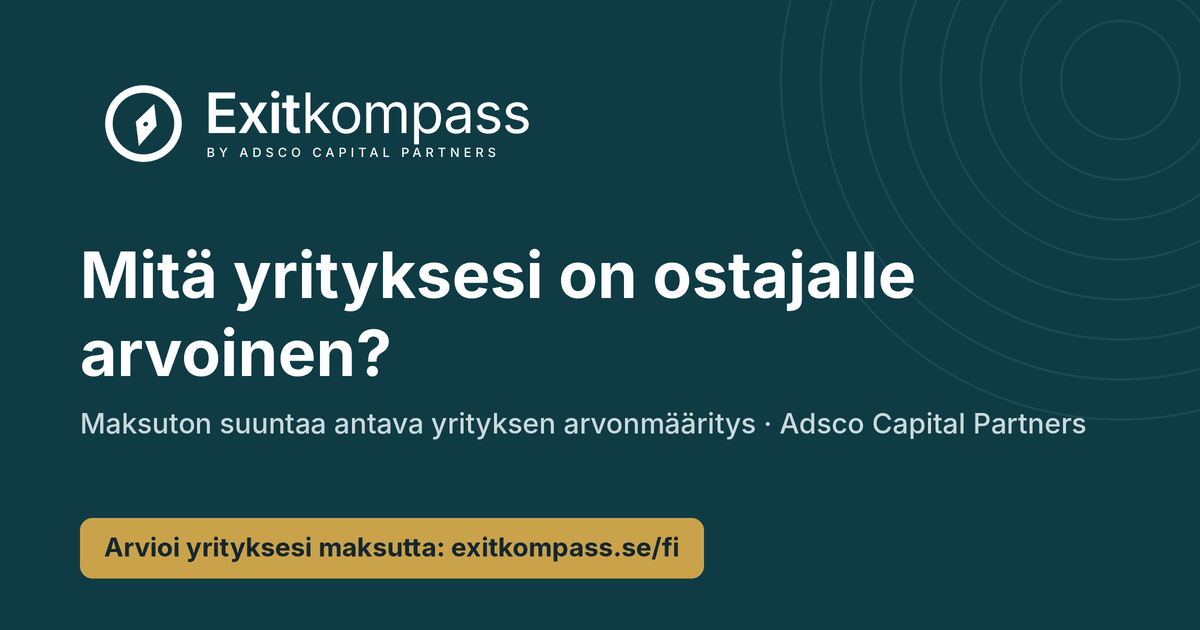 Exitkompass
BY ADSCO CAPITAL PARTNERS
Mitä yrityksesi on ostajalle
arvoinen?
Maksuton suuntaa antava yrityksen arvonmääritys · Adsco Capital Partners
Arvioi yrityksesi maksutta: exitkompass.se/fi